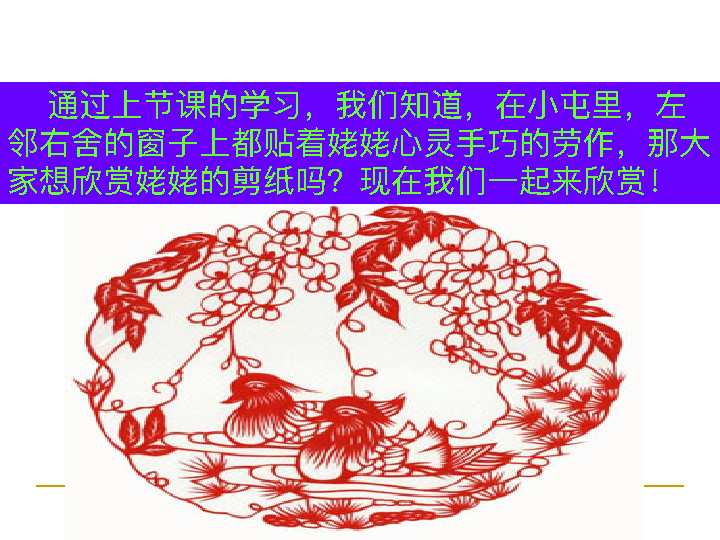 通过上节课的学习，我们知道，在小屯里，左
邻右舍的窗子上都贴着姥姥心灵手巧的劳作，那大
家想欣赏姥姥的剪纸吗？现在我们一起来欣赏！